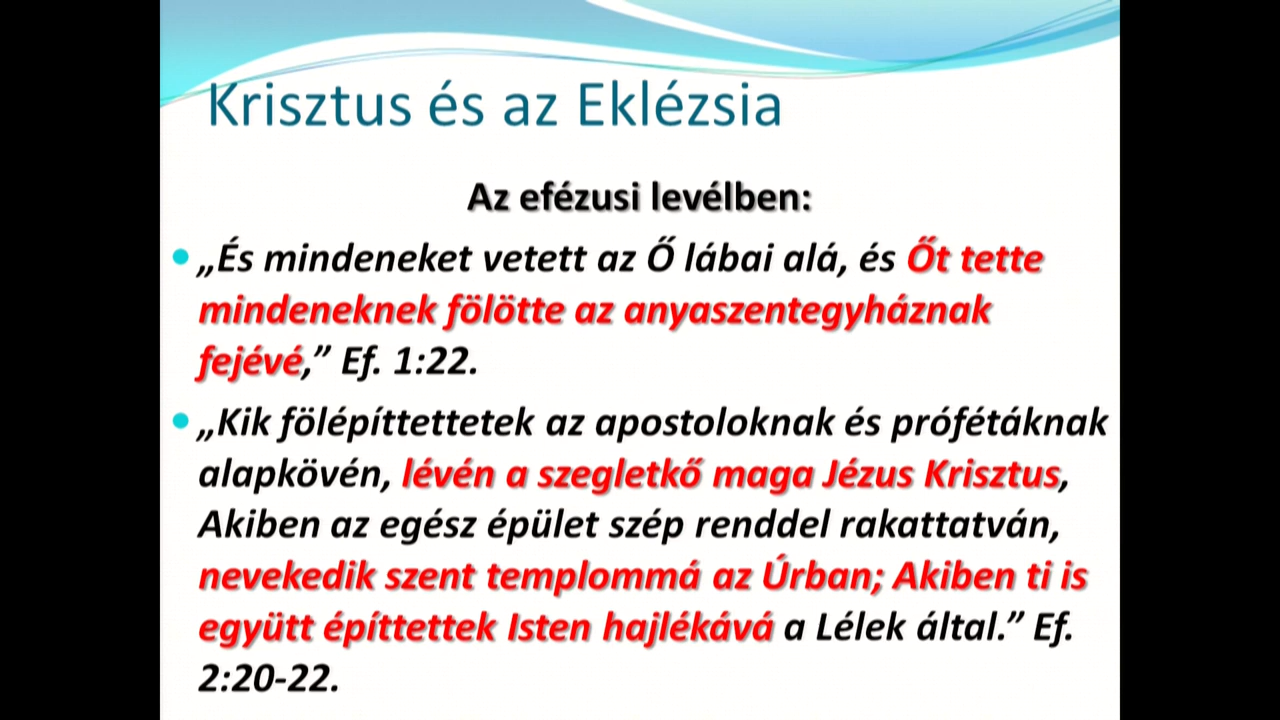 Krisztus és az Eklézsia
Az efézusi levélben:
• „És mindeneket vetett az Ő lábai alá, és Őt tette
mindeneknek fölötte az anyaszentegyháznak
fejévé,” Ef. 1:22.
• „Kik fölépíttettetek az apostoloknak és prófétáknak
alapkövén, lévén a szegletkő maga Jézus Krisztus,
Akiben az egész épület szép renddel rakattatván,
nevekedik szent templommá az Úrban; Akiben ti is
együtt építtettek Isten hajlékává a Lélek által.” Ef.
2:20-22.